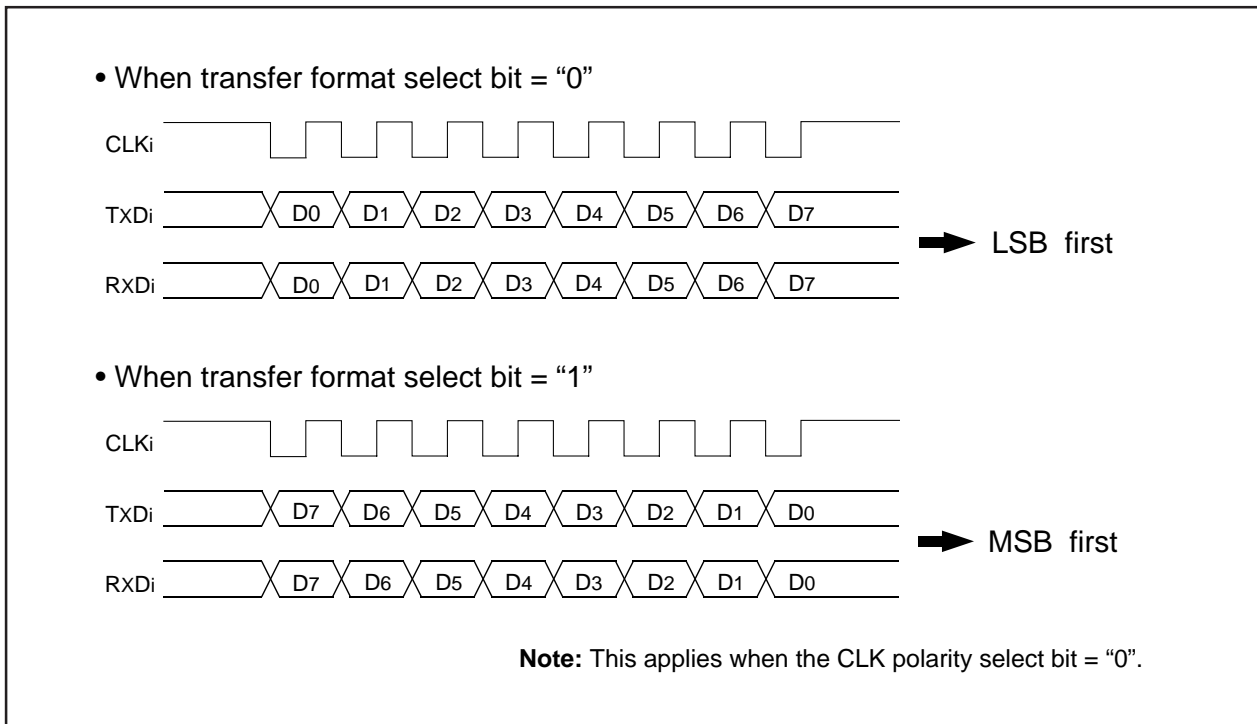 • When transfer format select bit = “0”
CLKi
TXDi D0 D1 D2 D3 D4 D5 D6 D7
LSB first
RXDi D0 D1 D2 D3 D4 D5 D6 D7
• When transfer format select bit = “1”
CLKi
TXDi D7 D6 D5 D4 D3 D2 D1 D0
MSB first
RXDi D7 D6 D5 D4 D3 D2 D1 D0
Note: This applies when the CLK polarity select bit = “0”.